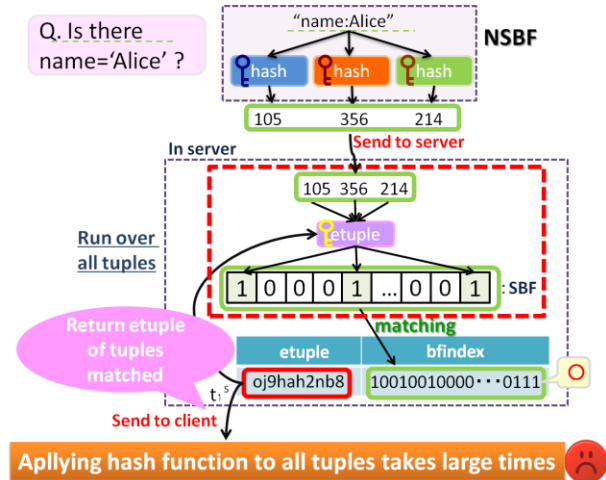 Q. Is there
name='Alice' ?
"name:Alice"
NSBF
hash hash hash
105 356 214
Send to server
In server
105 356 214
etuple
Run over
all tuples
1 0 0 0 1 ... 0 0 1 : SBF
matching
Return etuple
of tuples
matched
etuple bfindex
t₁ˢ oj9hah2nb8 10010010000･･･0111 O
Send to client
Apllying hash function to all tuples takes large times